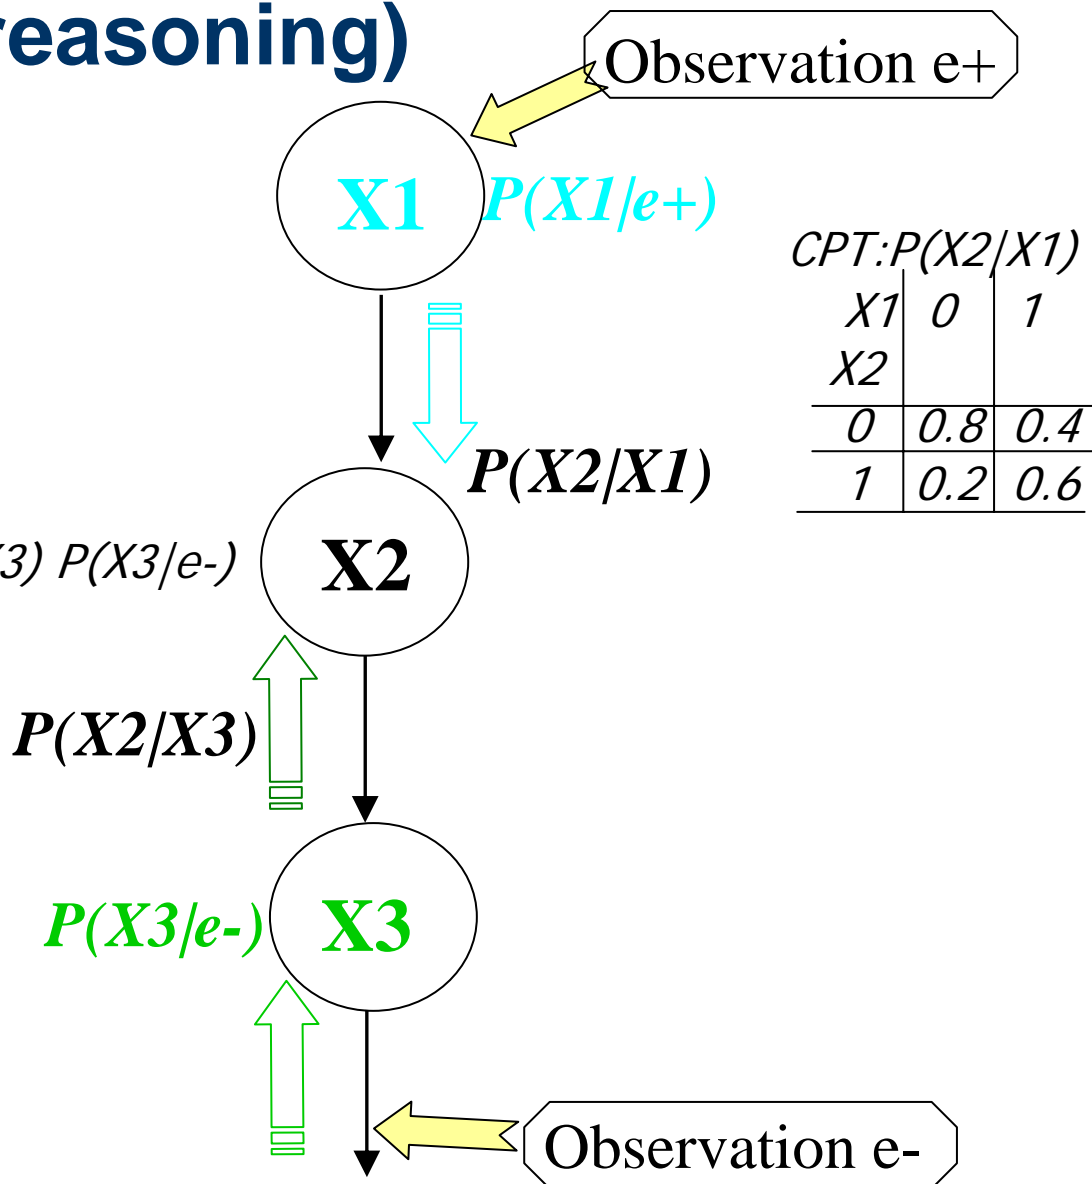 reasoning)
Observation e+
X1
P(X1/e+)
CPT:P(X2/X1)
X1 0 1
X2
0 0.8 0.4
1 0.2 0.6
P(X2/X1)
3) P(X3/e-)
X2
P(X2/X3)
P(X3/e-)
X3
Observation e-